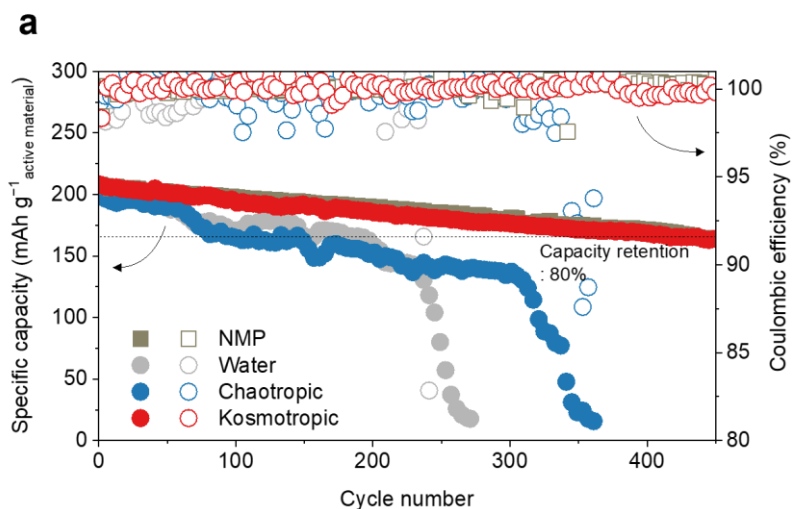 a
300
250
200
150
100
50
0
Specific capacity (mAh g⁻¹ active material)
100
95
90
85
80
Coulombic efficiency (%)
Capacity retention
: 80%
NMP
Water
Chaotropic
Kosmotropic
0
100
200
300
400
Cycle number